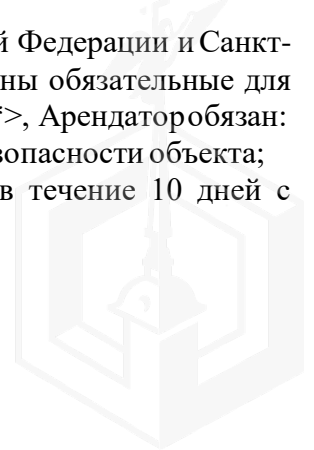 й Федерации и Санкт-
ны обязательные для
*>, Арендатор обязан:
зопасности объекта;
в течение 10 дней с